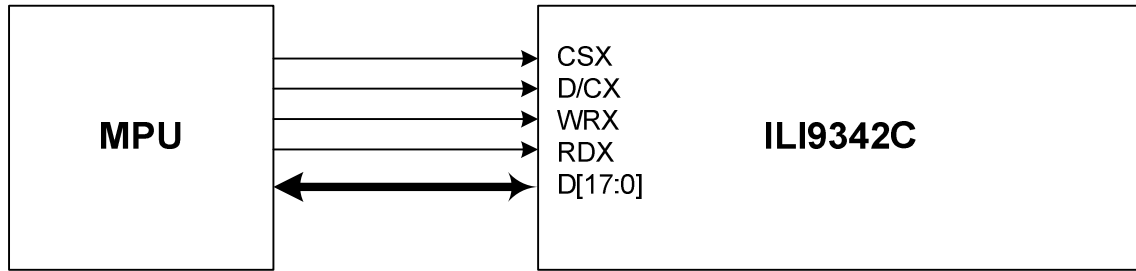 MPU
CSX
D/CX
WRX
RDX
D[17:0]
ILI9342C